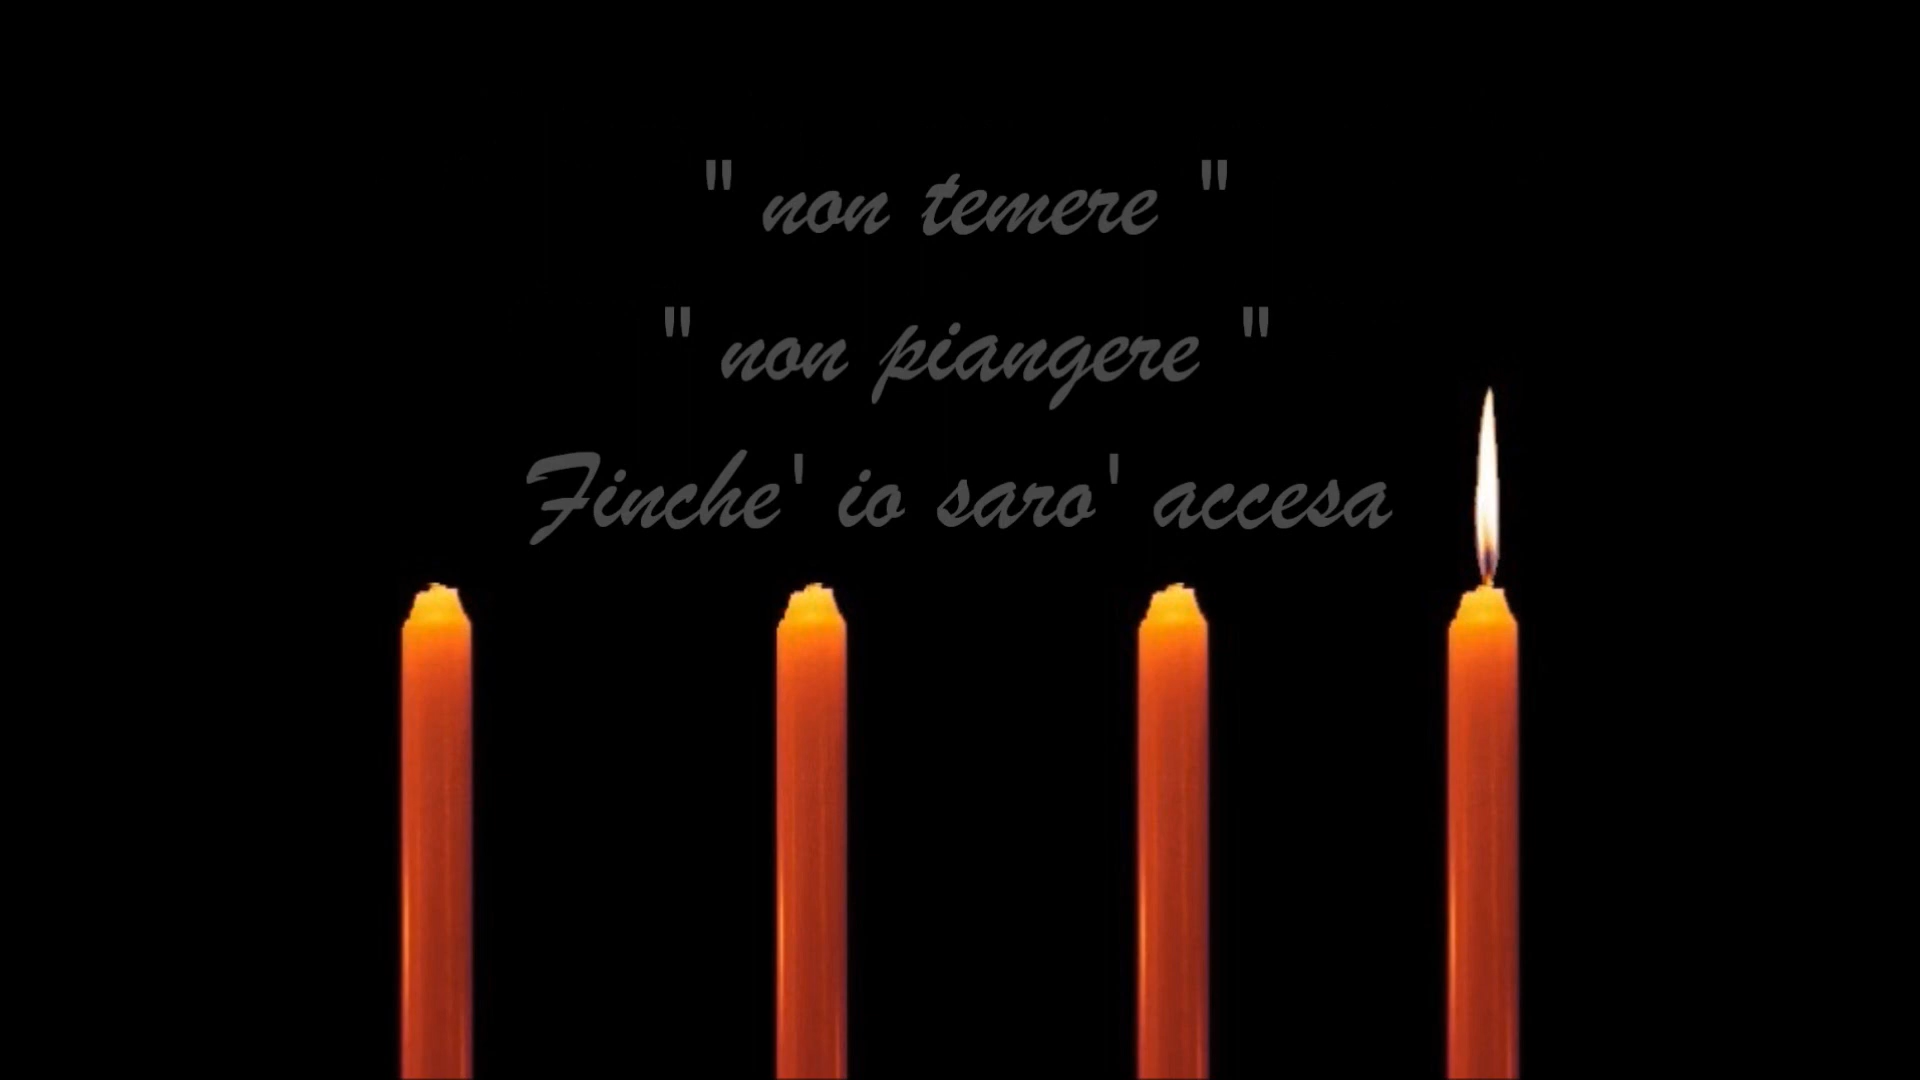 " non temere "
" non piangere "
Finche' io saro' accesa